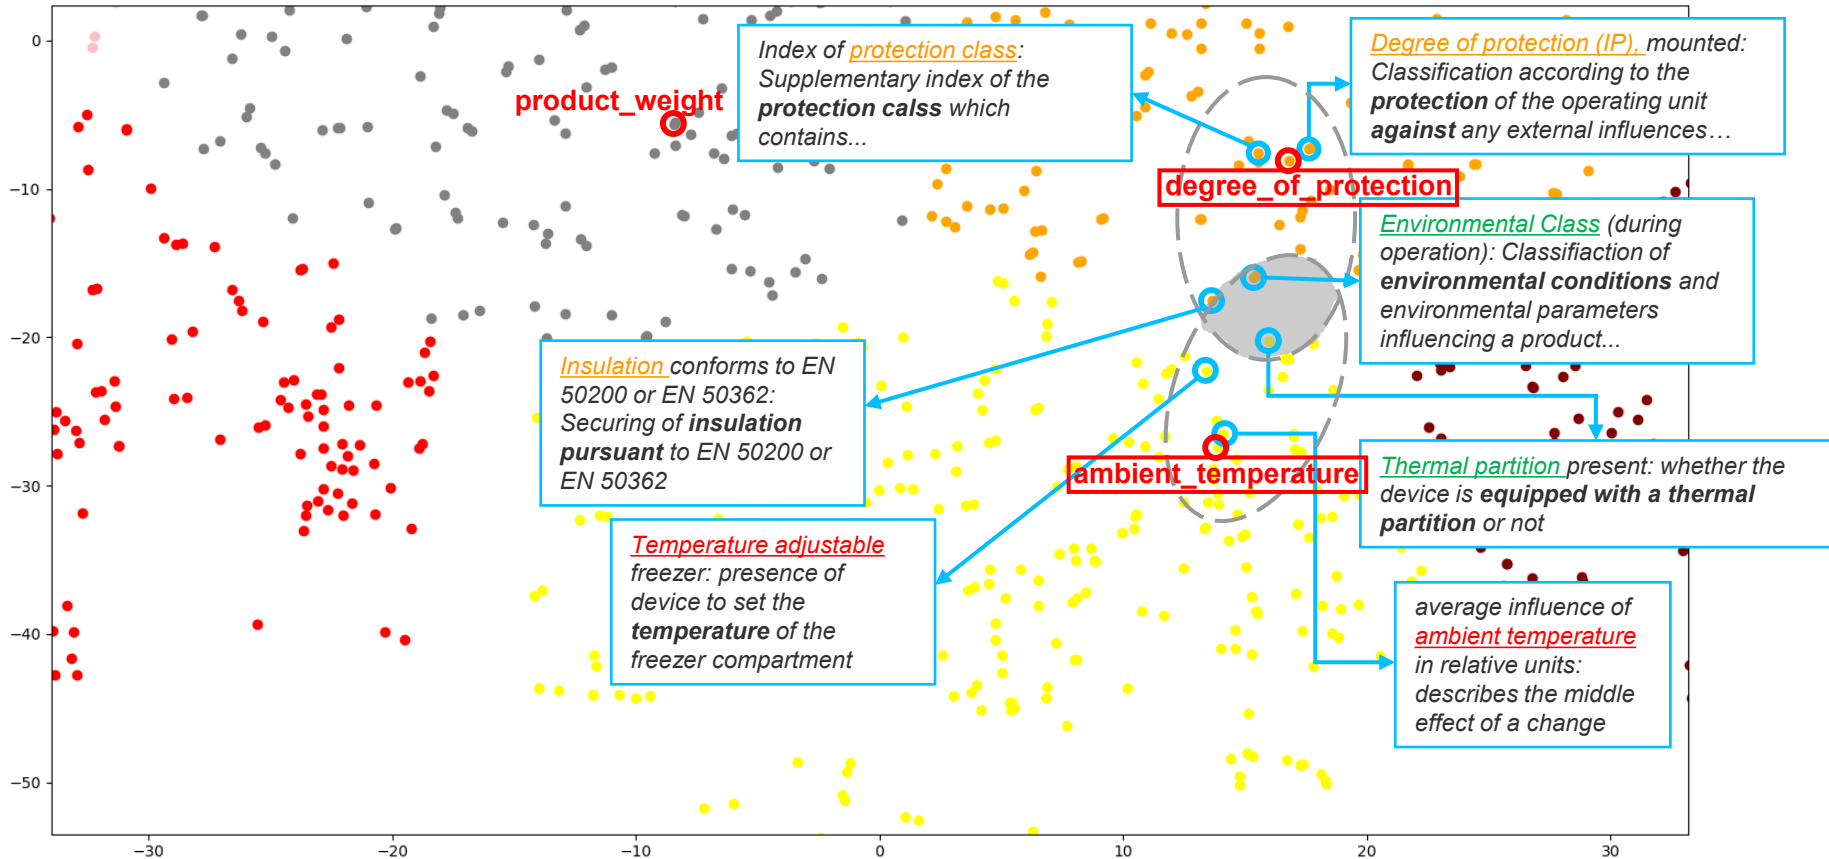 0
−10
−20
−30
−40
−50
−30
−20
−10
0
10
20
30
product_weight
Index of protection class:
Supplementary index of the
protection calss which
contains...
Degree of protection (IP), mounted:
Classification according to the
protection of the operating unit
against any external influences…
degree_of_protection
Environmental Class (during
operation): Classifiaction of
environmental conditions and
environmental parameters
influencing a product...
Insulation conforms to EN
50200 or EN 50362:
Securing of insulation
pursuant to EN 50200 or
EN 50362
ambient_temperature
Thermal partition present: whether the
device is equipped with a thermal
partition or not
Temperature adjustable
freezer: presence of
device to set the
temperature of the
freezer compartment
average influence of
ambient temperature
in relative units:
describes the middle
effect of a change